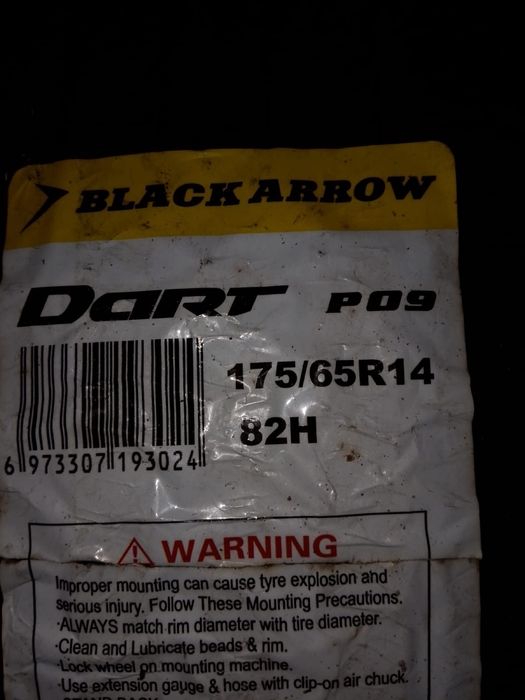 BLACK ARROW
DART P09
175/65R14
82H
6 973307 193024
WARNING
Improper mounting can cause tyre explosion and
serious injury. Follow These Mounting Precautions.
·ALWAYS match rim diameter with tire diameter.
·Clean and Lubricate beads & rim.
·Lock wheel on mounting machine.
·Use extension gauge & hose with clip-on air chuck.